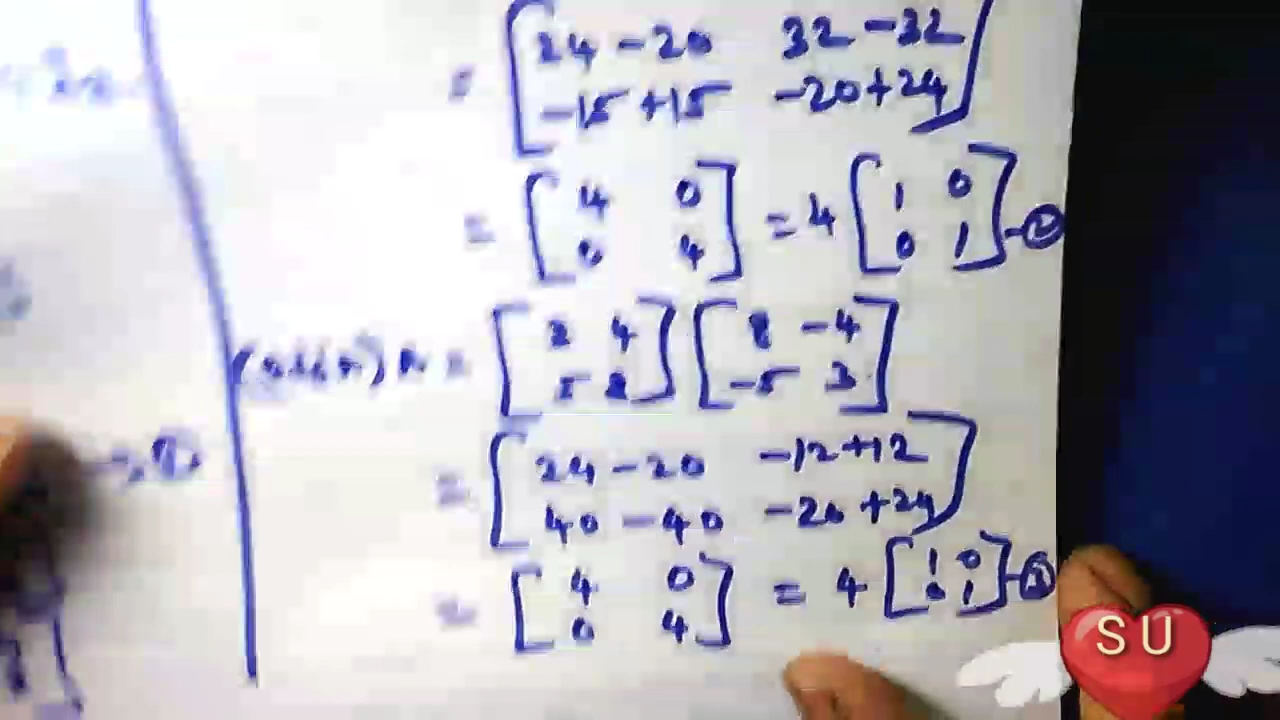 = [ 24 - 20 32 - 32
-15 + 15 -20 + 24 ]
= [ 4 0
0 4 ] = 4 [ 1 0
0 1 ] - ②
= [ 3 4
5 8 ] [ 8 -4
-5 3 ]
= [ 24 - 20 -12 + 12
40 - 40 -20 + 24 ]
= [ 4 0
0 4 ] = 4 [ 1 0
0 1 ] - ③
S U